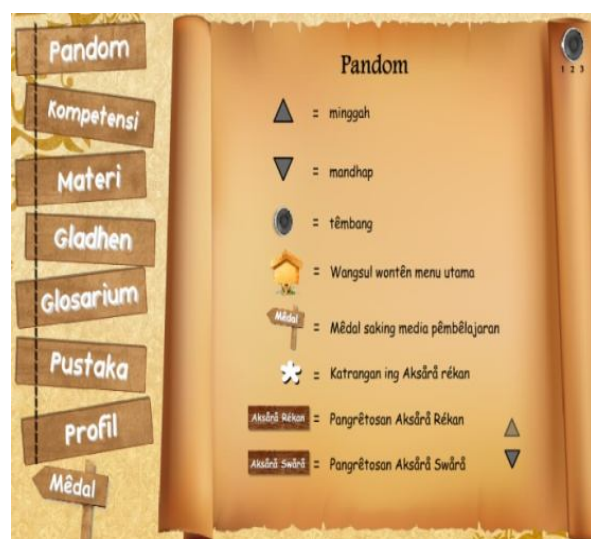 Pandom
Kompetensi
Materi
Gladhen
Glosarium
Pustaka
Profil
Mêdal
Pandom
1 2 3
= minggah
= mandhap
= têmbang
= Wangsul wontên menu utama
Mêdal = Mêdal saking media pêmbêlajaran
= Katrangan ing Aksårå rékan
Aksårå Rékan = Pangrêtosan Aksårå Rékan
Aksårå Swårå = Pangrêtosan Aksårå Swårå